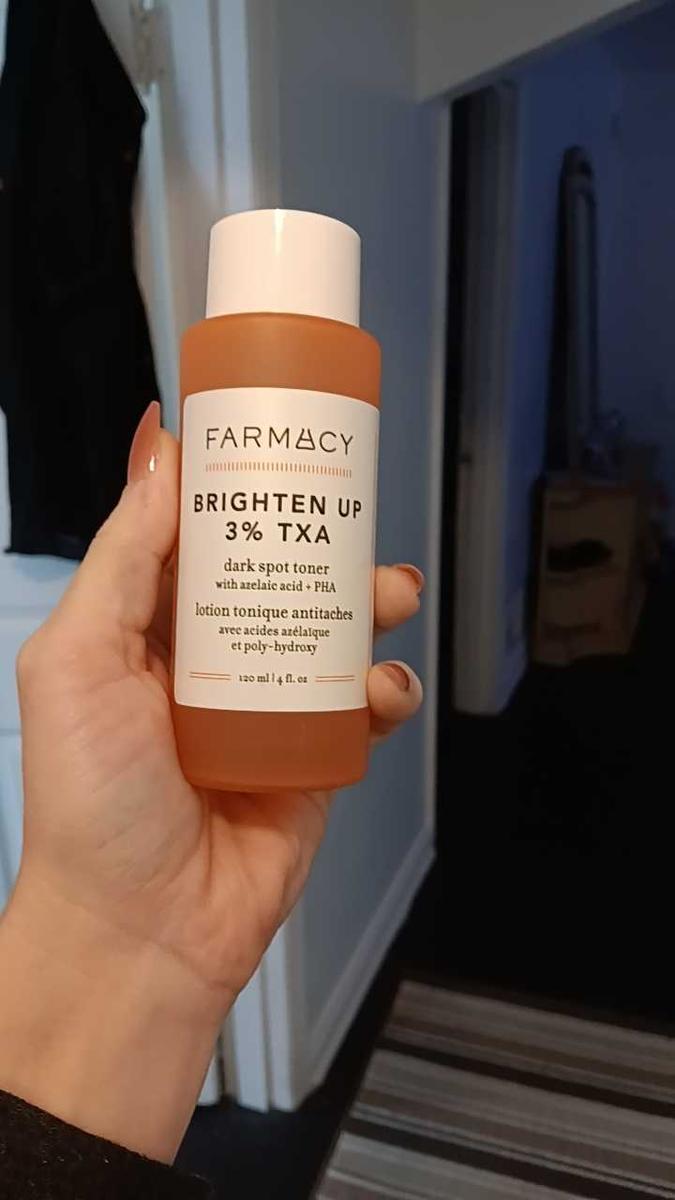 FARMACY
BRIGHTEN UP
3% TXA
dark spot toner
with azelaic acid + PHA
lotion tonique antitaches
avec acides azélaïque
et poly-hydroxy
120 ml | 4 fl. oz